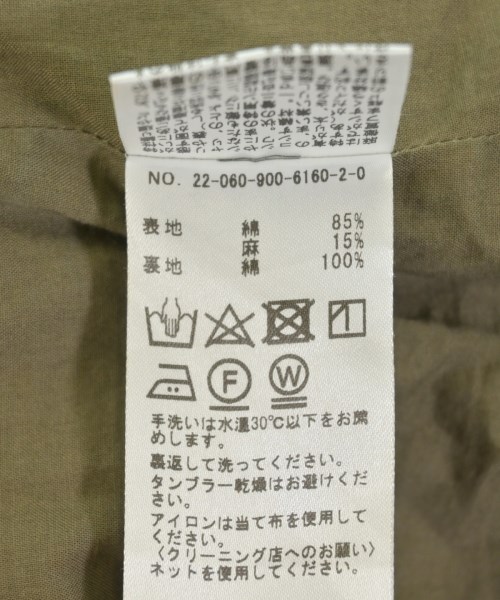 NO. 22-060-900-6160-2-0
表地 綿 85%
麻 15%
裏地 綿 100%
F W
手洗いは水温30℃以下をお薦
めします。
裏返して洗ってください。
タンブラー乾燥はお避けくだ
さい。
アイロンは当て布を使用して
ください。
〈クリーニング店へのお願い〉
ネットを使用してください。